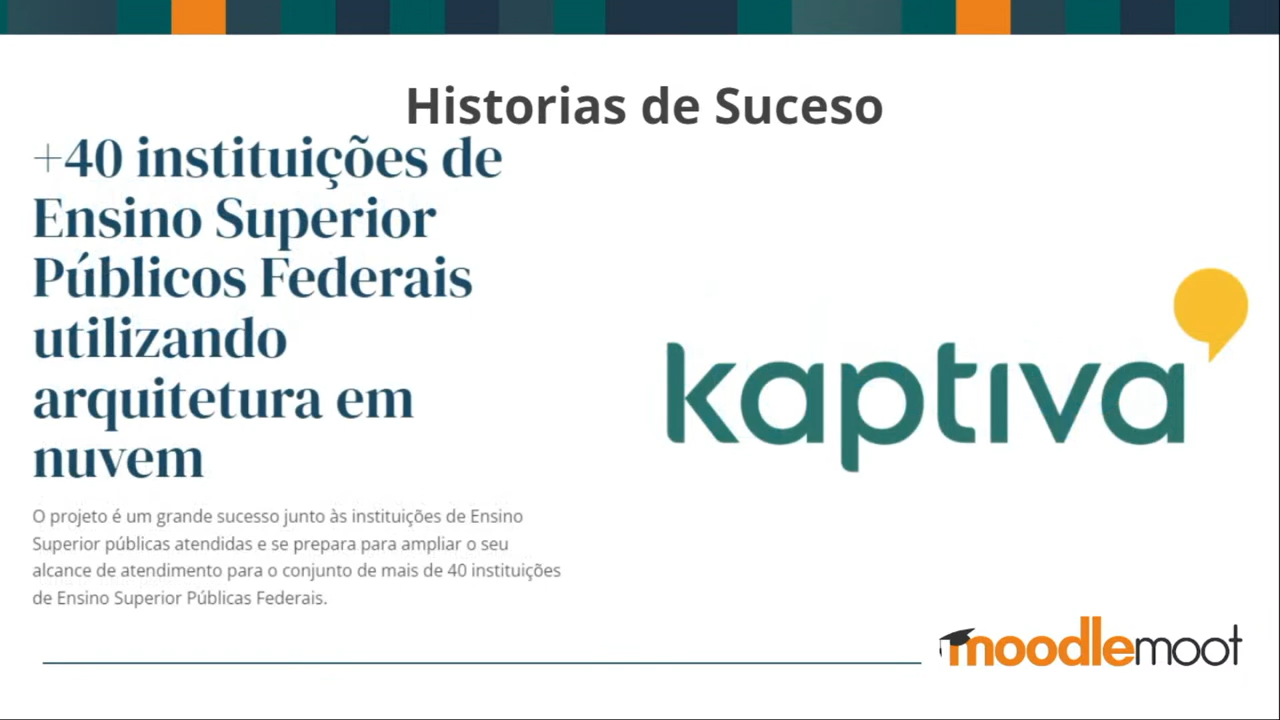 Historias de Suceso
+40 instituições de
Ensino Superior
Públicos Federais
utilizando
arquitetura em
nuvem
O projeto é um grande sucesso junto às instituições de Ensino
Superior públicas atendidas e se prepara para ampliar o seu
alcance de atendimento para o conjunto de mais de 40 instituições
de Ensino Superior Públicas Federais.
kaptiva
moodlemoot